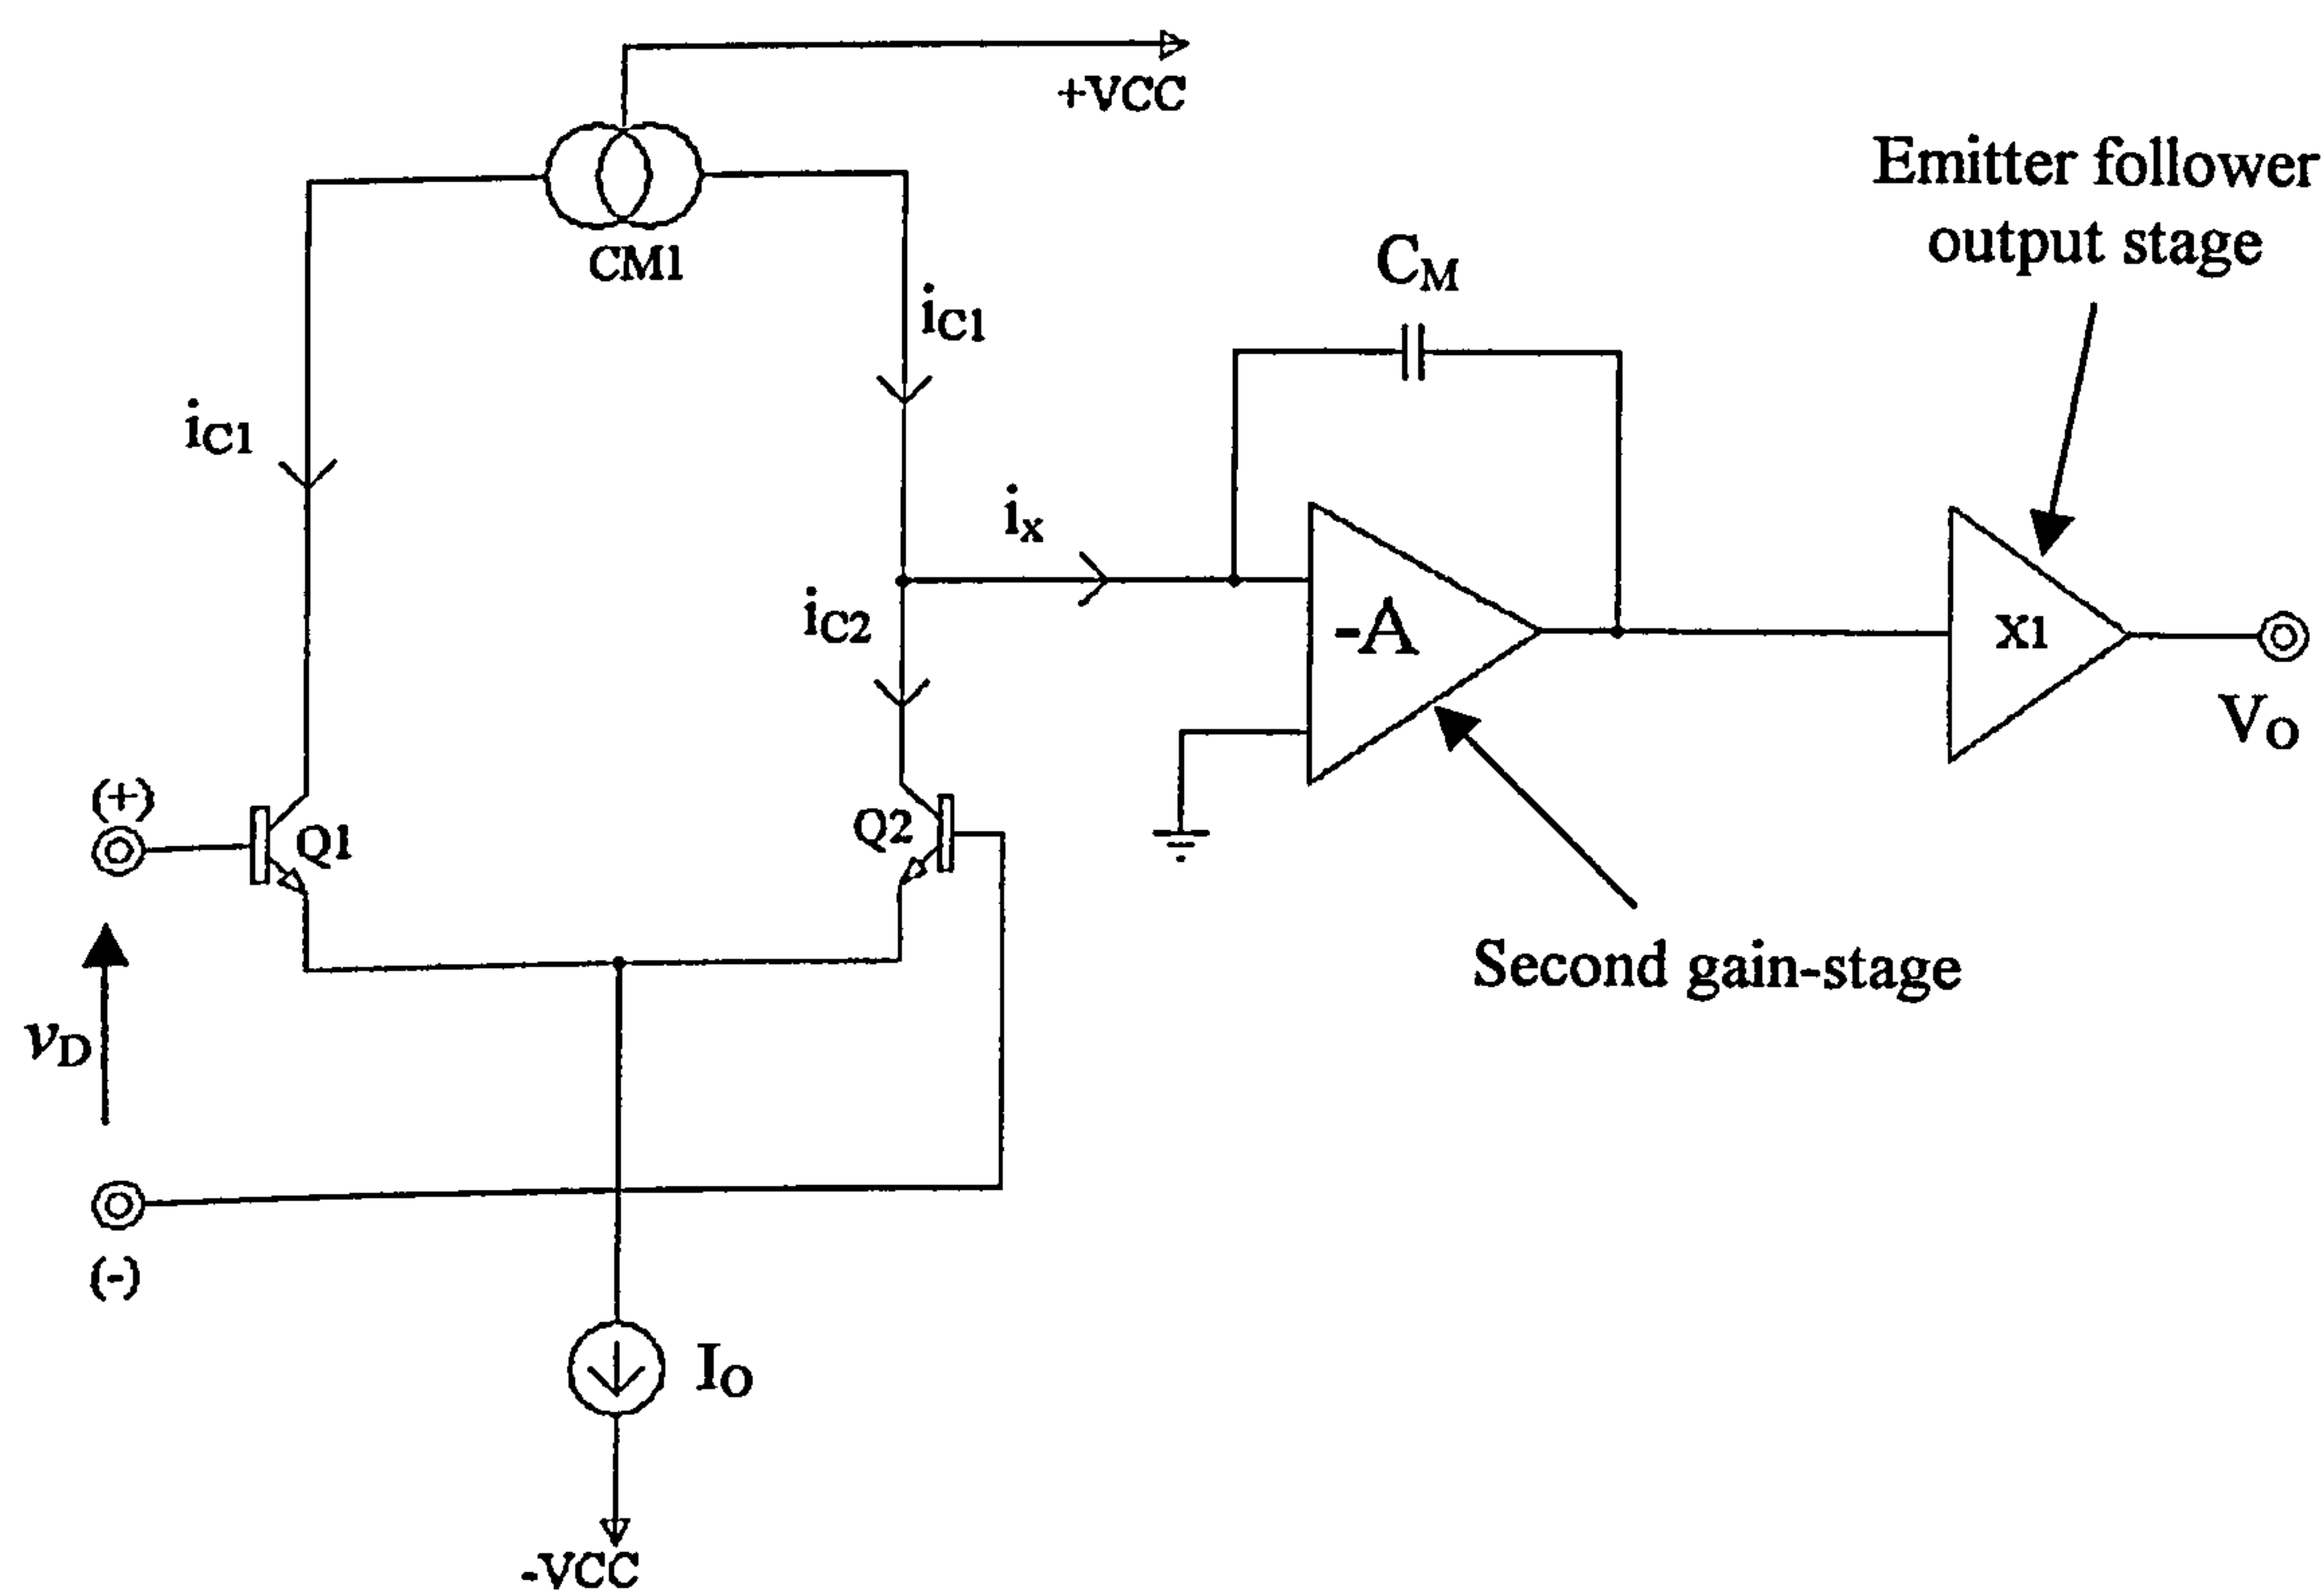 +VCC
Emitter follower
output stage
CM1
CM
iC1
iC1
ix
iC2
-A
x1
VO
(+)
Q1
Q2
Second gain-stage
vD
(-)
IO
-VCC